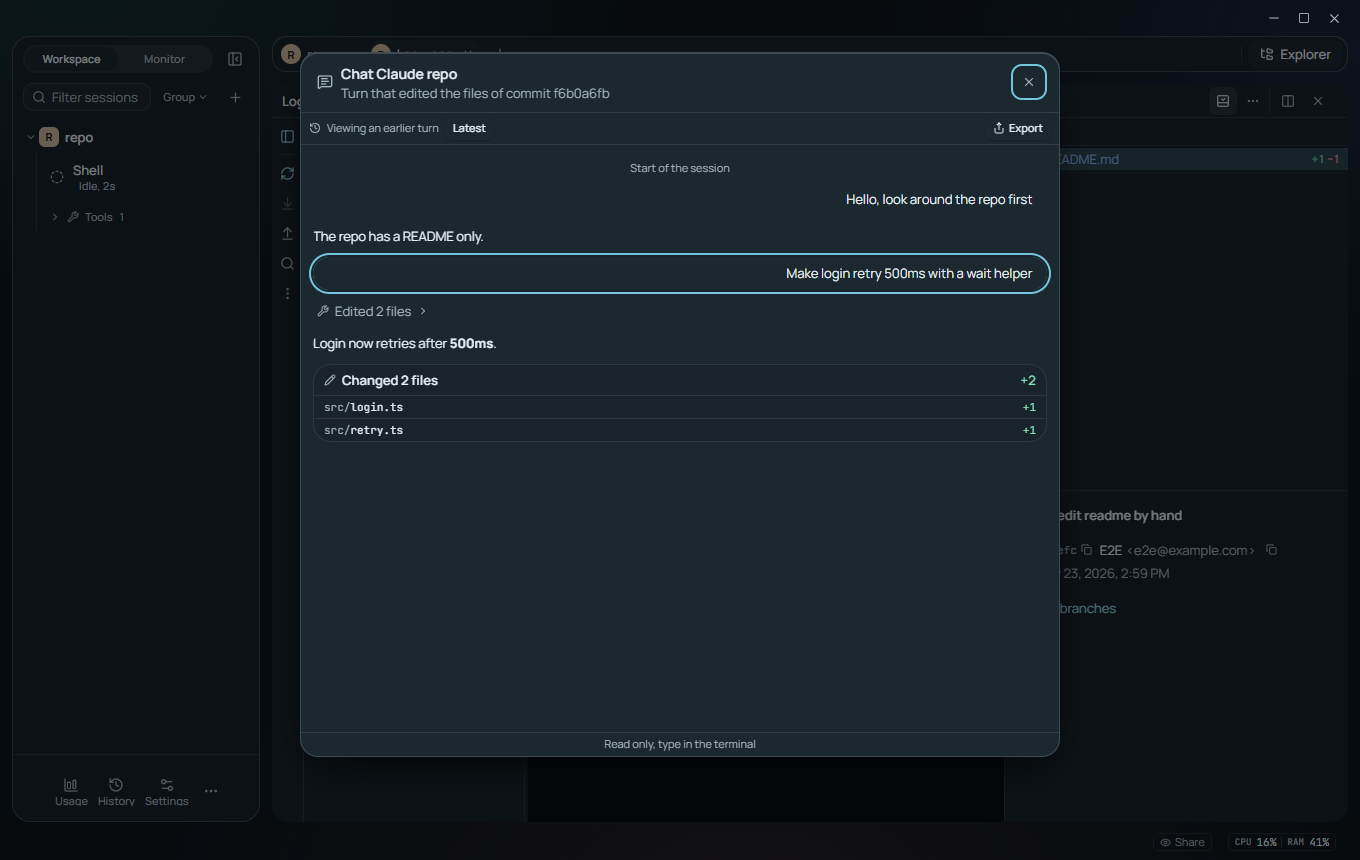 Workspace
Monitor
Explorer
Filter sessions
Group
R repo
Shell
Idle, 2s
Tools 1
Chat Claude repo
Turn that edited the files of commit f6b0a6fb
Viewing an earlier turn
Latest
Export
Start of the session
Hello, look around the repo first
The repo has a README only.
Make login retry 500ms with a wait helper
Edited 2 files
Login now retries after 500ms.
Changed 2 files +2
src/login.ts +1
src/retry.ts +1
Read only, type in the terminal
R
ADME.md +1 −1
edit readme by hand
efc E2E <e2e@example.com>
23, 2026, 2:59 PM
branches
Usage
History
Settings
Share
CPU 16% RAM 41%